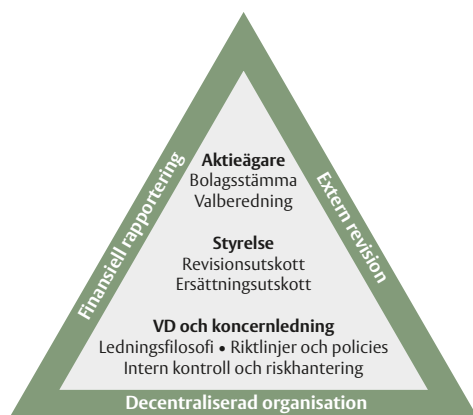 Finansiell rapportering
Extern revision
Aktieägare
Bolagsstämma
Valberedning
Styrelse
Revisionsutskott
Ersättningsutskott
VD och koncernledning
Ledningsfilosofi • Riktlinjer och policies
Intern kontroll och riskhantering
Decentraliserad organisation